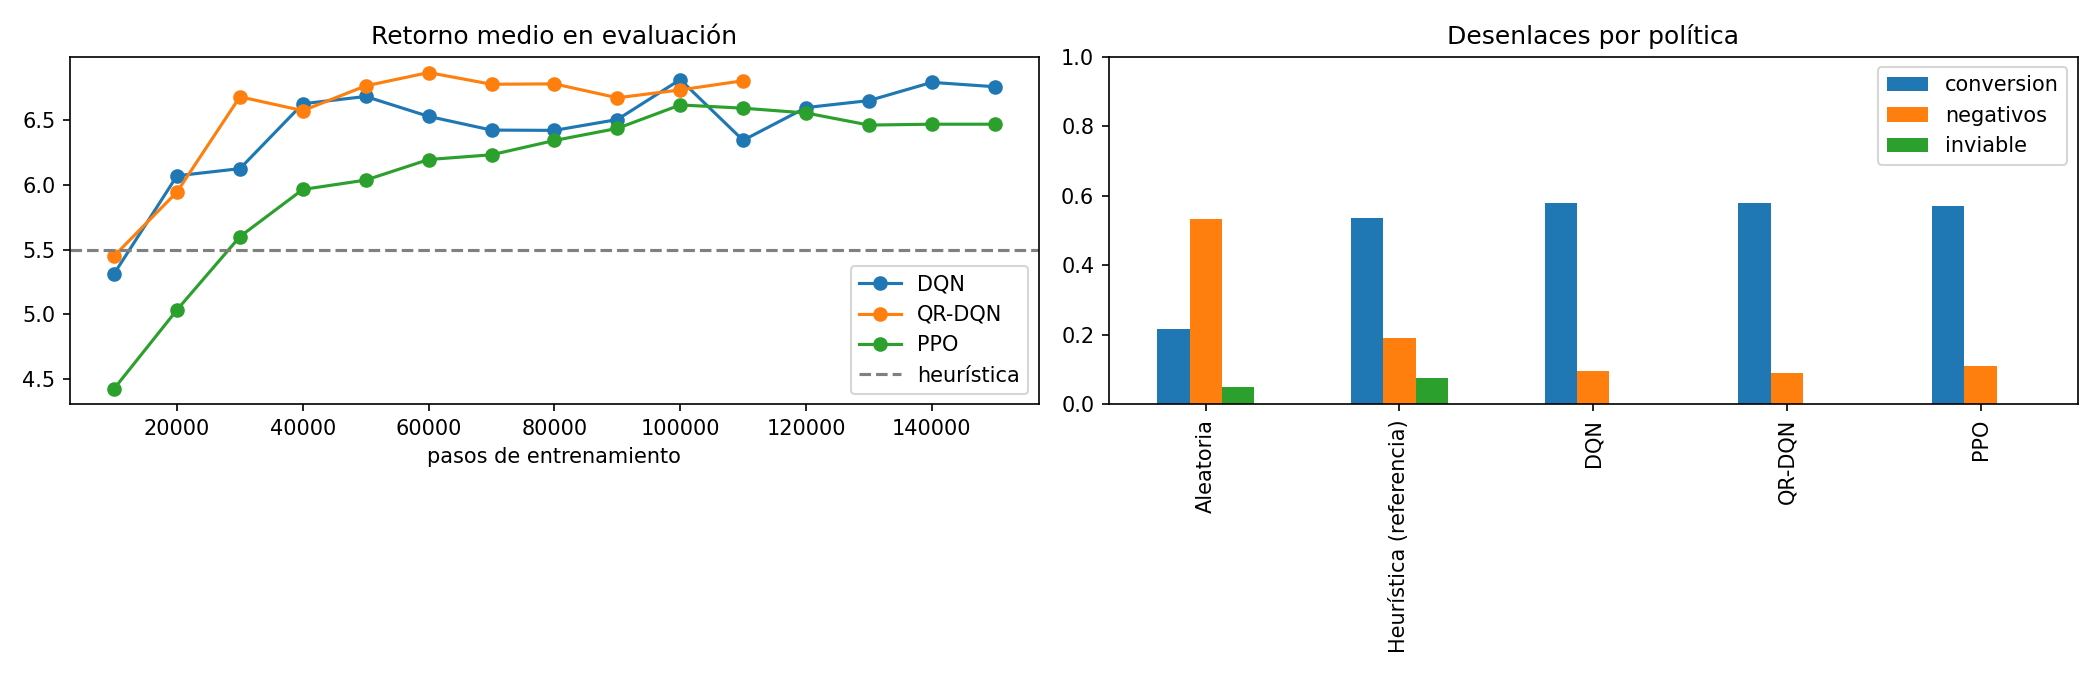 Retorno medio en evaluación
6.5
6.0
5.5
5.0
4.5
20000 40000 60000 80000 100000 120000 140000
pasos de entrenamiento
DQN
QR-DQN
PPO
heurística
Desenlaces por política
1.0
0.8
0.6
0.4
0.2
0.0
conversion
negativos
inviable
Aleatoria
Heurística (referencia)
DQN
QR-DQN
PPO